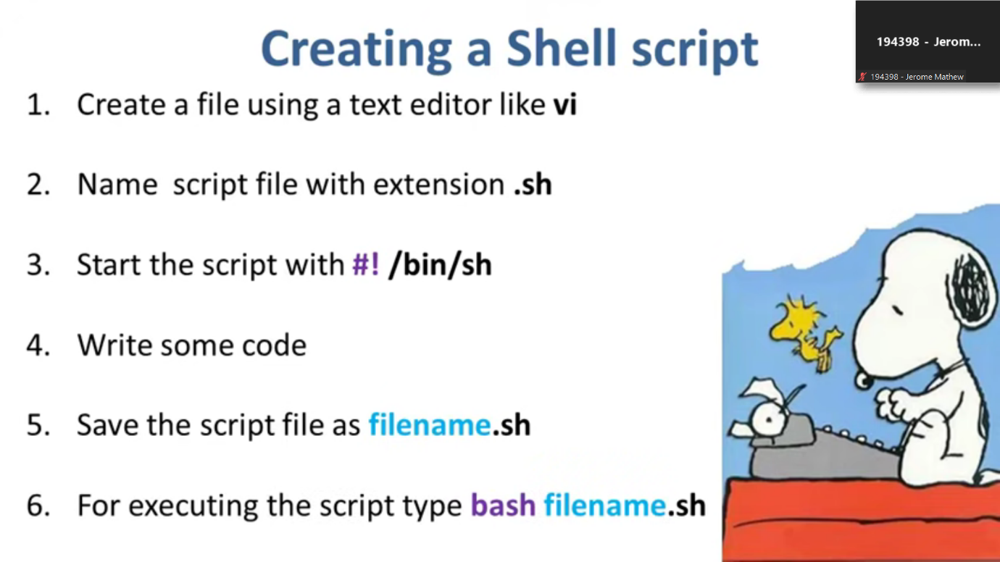 Creating a Shell script
194398 - Jerom...
194398 - Jerome Mathew
1. Create a file using a text editor like vi
2. Name script file with extension .sh
3. Start the script with #! /bin/sh
4. Write some code
5. Save the script file as filename.sh
6. For executing the script type bash filename.sh